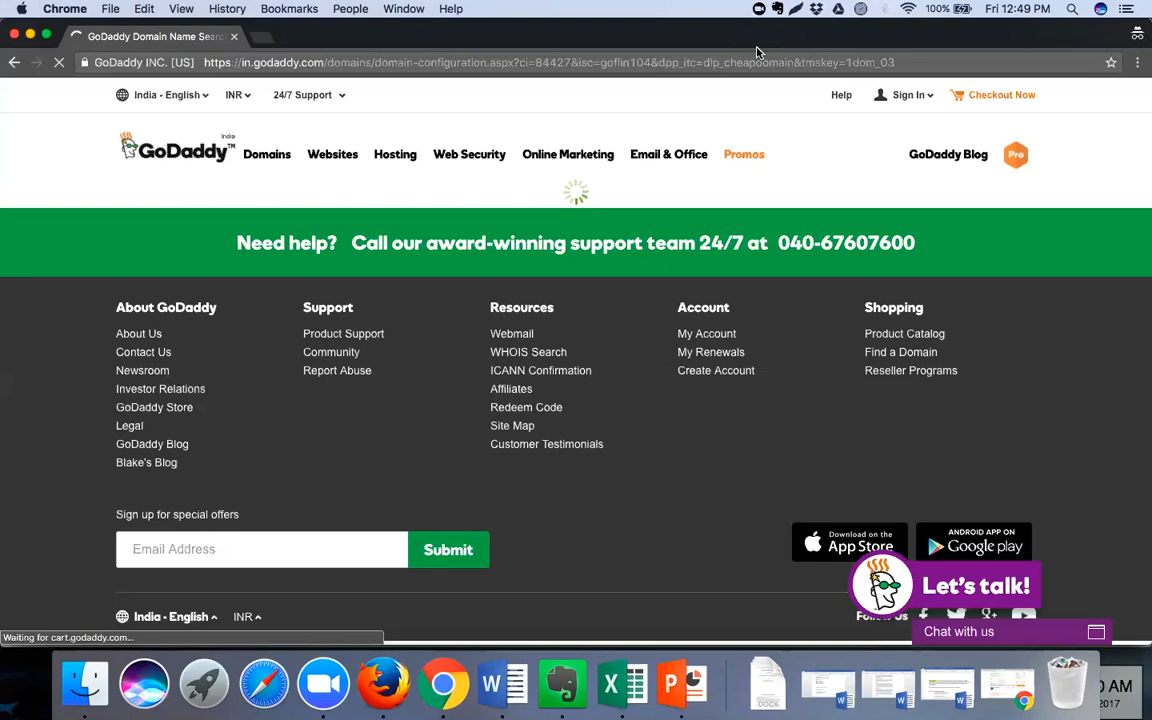 Chrome File Edit View History Bookmarks People Window Help 100% Fri 12:49 PM
GoDaddy Domain Name Searc
GoDaddy INC. [US] https://in.godaddy.com/domains/domain-configuration.aspx?ci=84427&isc=goflin104&dpp_itc=dlp_cheapdomain&tmskey=1dom_03
India - English INR 24/7 Support Help Sign In Checkout Now
India
GoDaddy™ Domains Websites Hosting Web Security Online Marketing Email & Office Promos GoDaddy Blog Pro
Need help? Call our award-winning support team 24/7 at 040-67607600
About GoDaddy Support Resources Account Shopping
About Us Product Support Webmail My Account Product Catalog
Contact Us Community WHOIS Search My Renewals Find a Domain
Newsroom Report Abuse ICANN Confirmation Create Account Reseller Programs
Investor Relations Affiliates
GoDaddy Store Redeem Code
Legal Site Map
GoDaddy Blog Customer Testimonials
Blake's Blog
Sign up for special offers
Email Address Submit
Download on the App Store
ANDROID APP ON Google play
Let's talk!
India - English INR Us
Chat with us
Waiting for cart.godaddy.com...
W X P DOCX
AM
2017